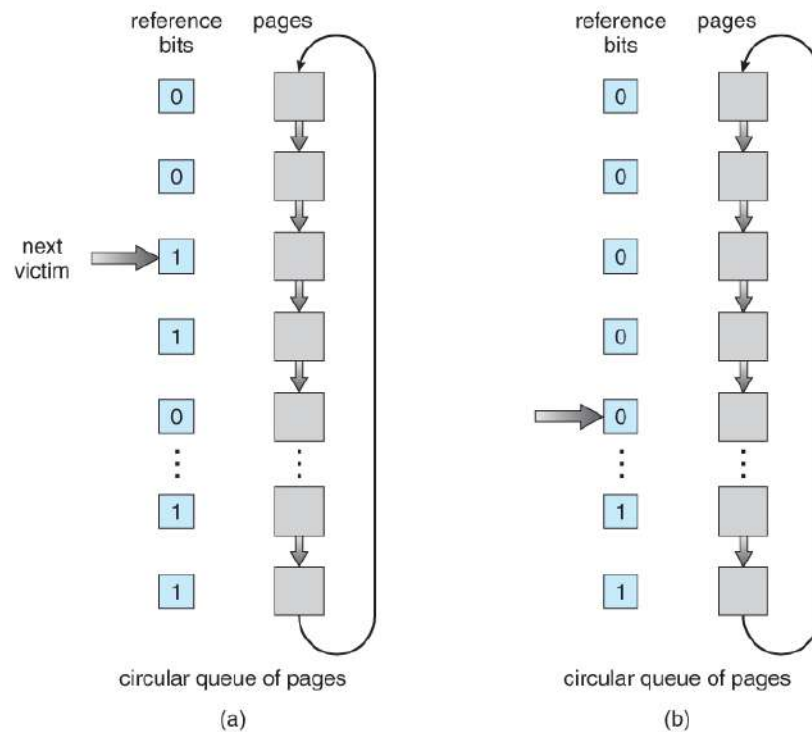 reference
bits
pages
0
0
next
victim
1
1
0
1
1
circular queue of pages
(a)
reference
bits
pages
0
0
0
0
0
1
1
circular queue of pages
(b)